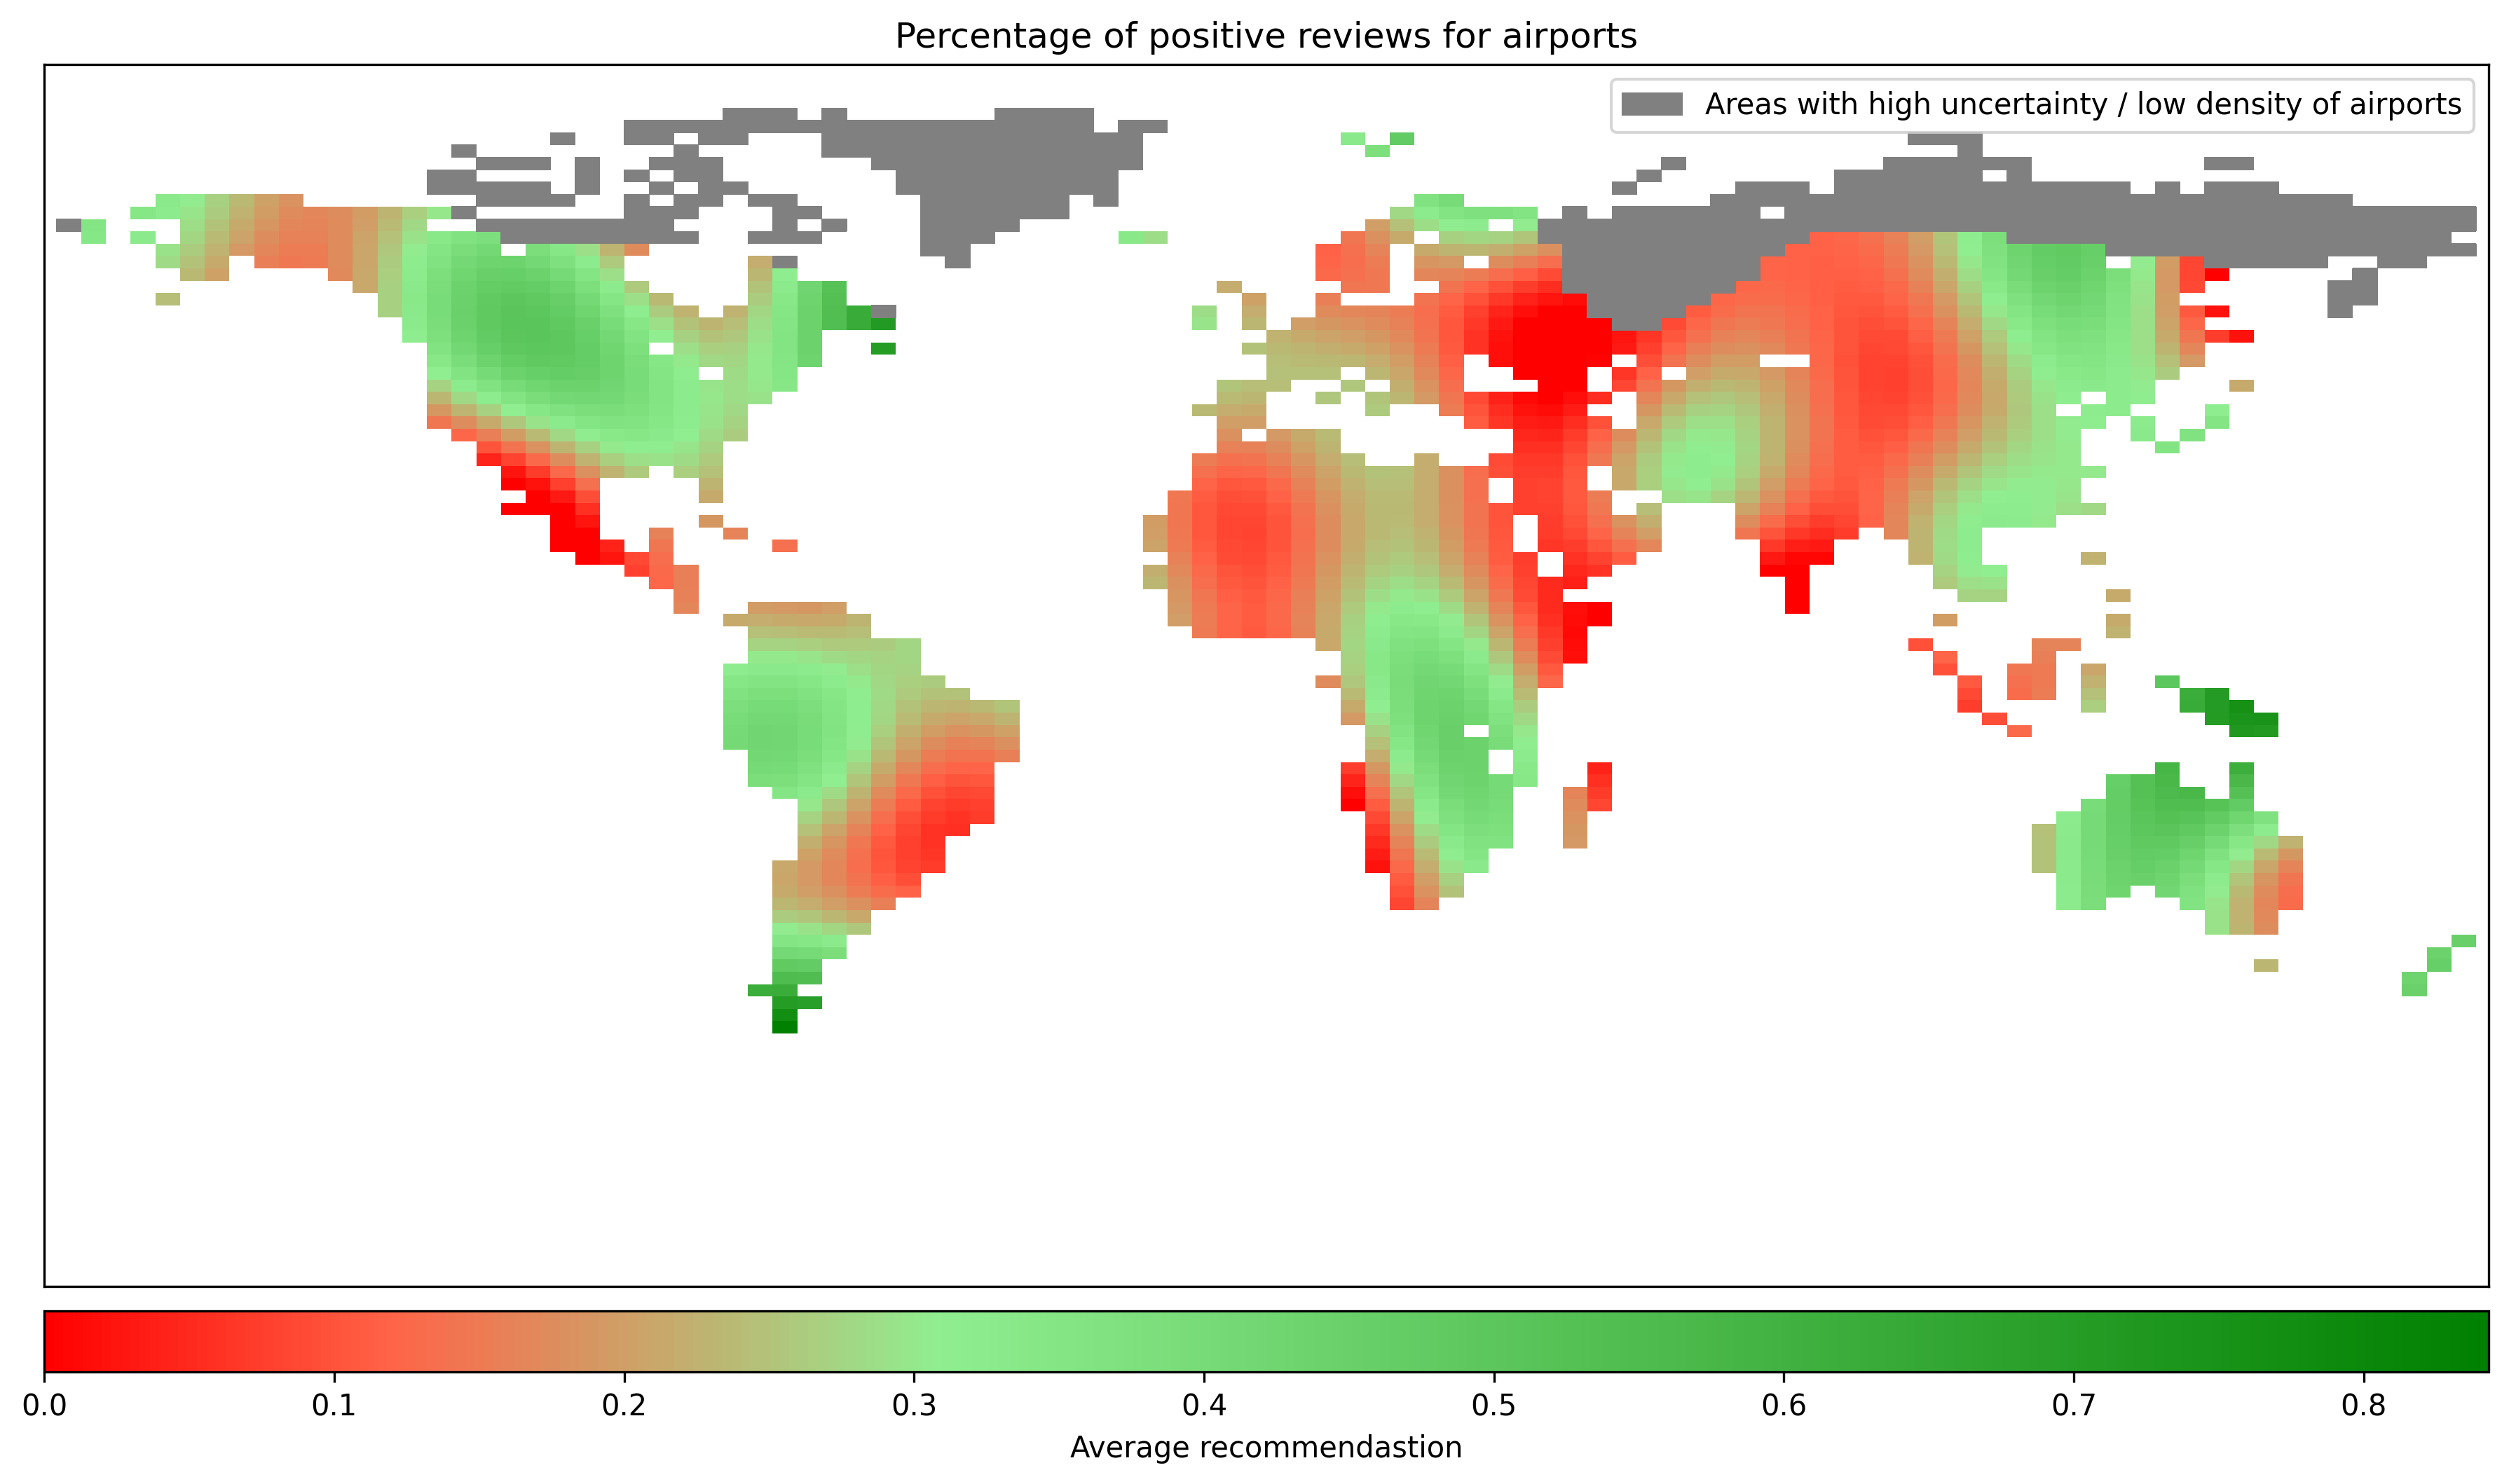 Percentage of positive reviews for airports
Areas with high uncertainty / low density of airports
0.0 0.1 0.2 0.3 0.4 0.5 0.6 0.7 0.8
Average recommendastion